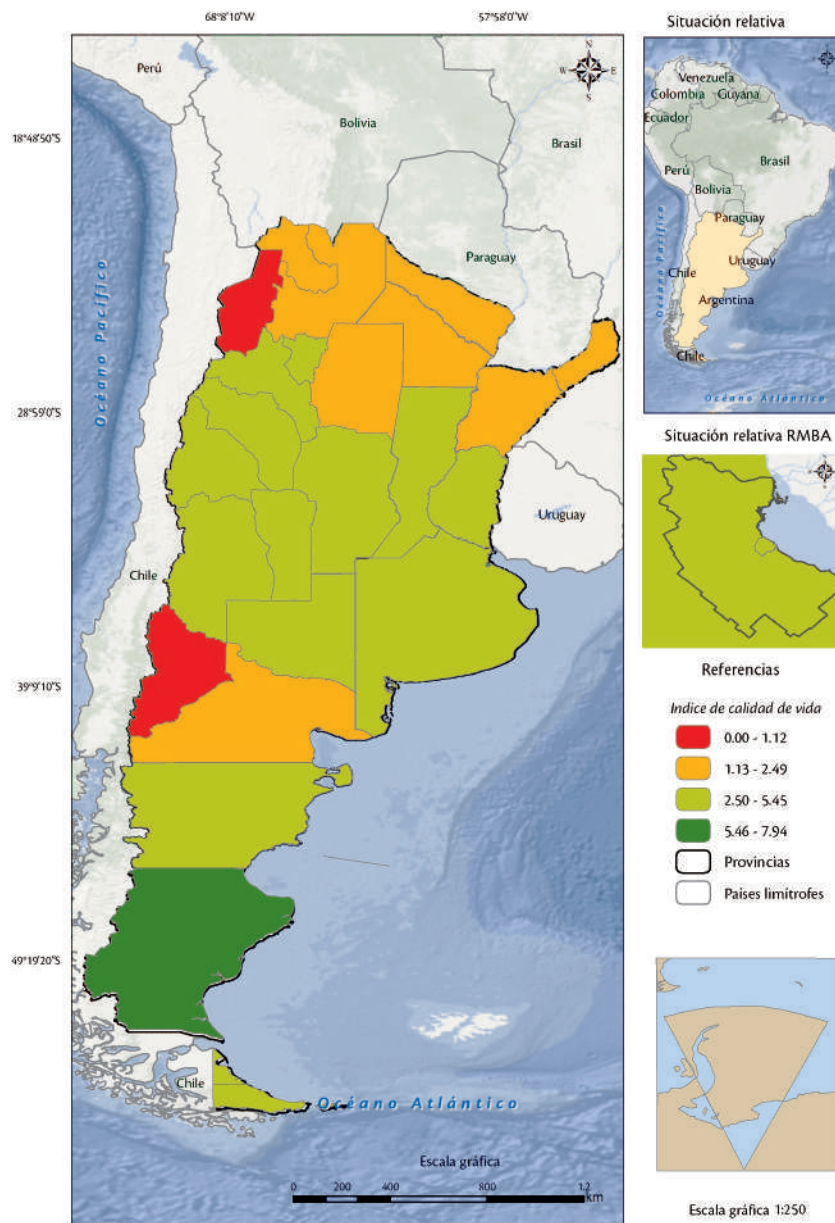 68°8'10"
57°58'0"
Situación relativa
Perú
N
W E
S
Bolivia
Brasil
Paraguay
18°48'50'S
Océano Pacífico
28°59'0"
Uruguay
Chile
39°9'10'S
49°19'20"S
Chile
Océano Atlántico
Escala gráfica
0 200 400 800 1.2
km
Venezuela
Colombia Guyana
Ecuador
Brasil
Perú
Bolivia
Paraguay
Uruguay
Chile
Argentina
Océano Pacífico
Chile
Océano Atlántico
Situación relativa RMBA
Referencias
Indice de calidad de vida
0.00 - 1.12
1.13 - 2.49
2.50 - 5.45
5.46 - 7.94
Provincias
Países limítrofes
Escala gráfica 1:250